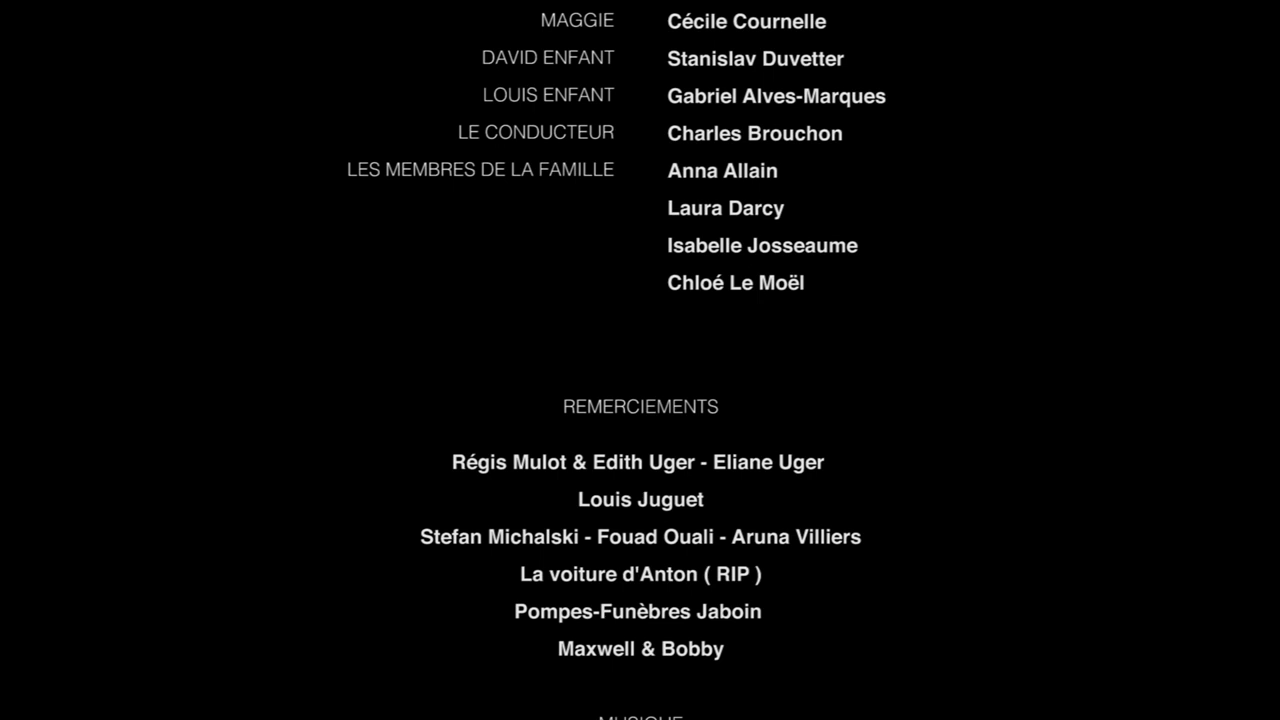 MAGGIE Cécile Cournelle
DAVID ENFANT Stanislav Duvetter
LOUIS ENFANT Gabriel Alves-Marques
LE CONDUCTEUR Charles Brouchon
LES MEMBRES DE LA FAMILLE Anna Allain
Laura Darcy
Isabelle Josseaume
Chloé Le Moël
REMERCIEMENTS
Régis Mulot & Edith Uger - Eliane Uger
Louis Juguet
Stefan Michalski - Fouad Ouali - Aruna Villiers
La voiture d'Anton ( RIP )
Pompes-Funèbres Jaboin
Maxwell & Bobby
MUSIQUE